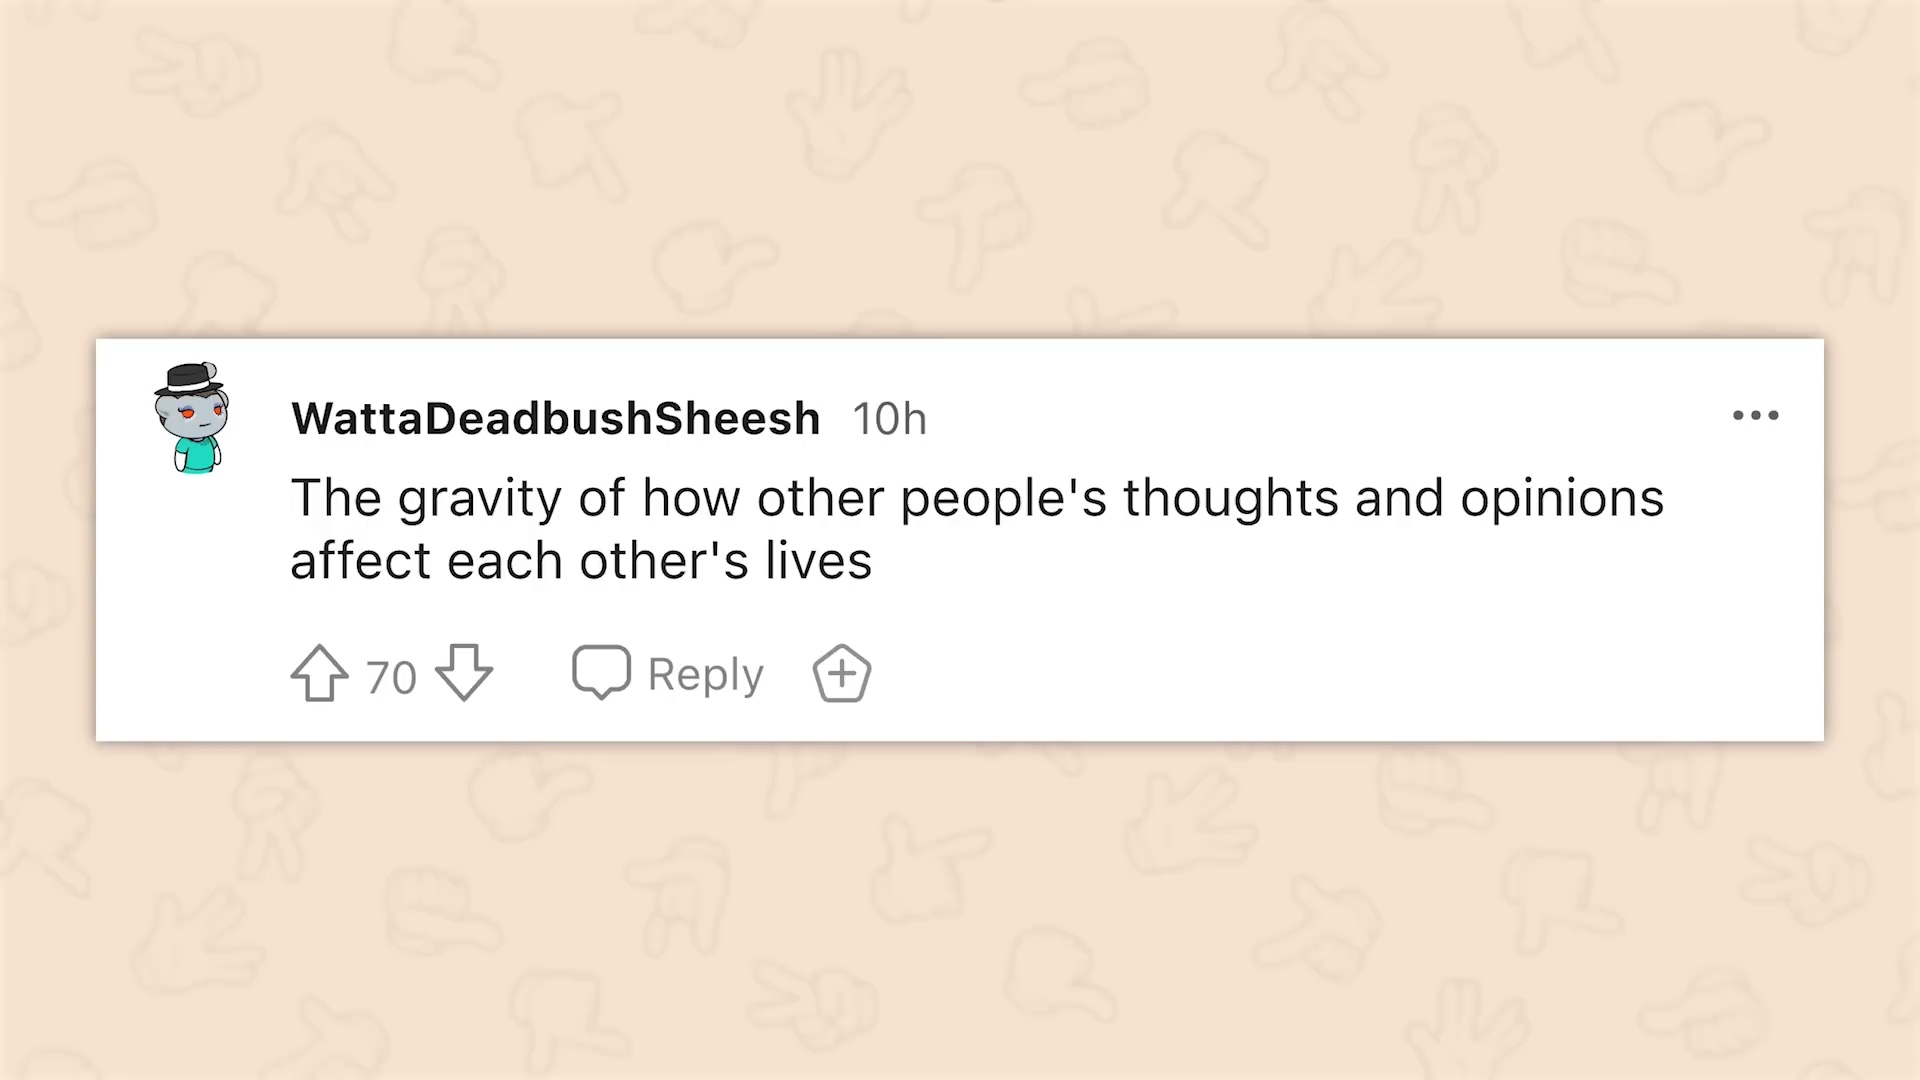 WattaDeadbushSheesh 10h
The gravity of how other people's thoughts and opinions
affect each other's lives
70 Reply